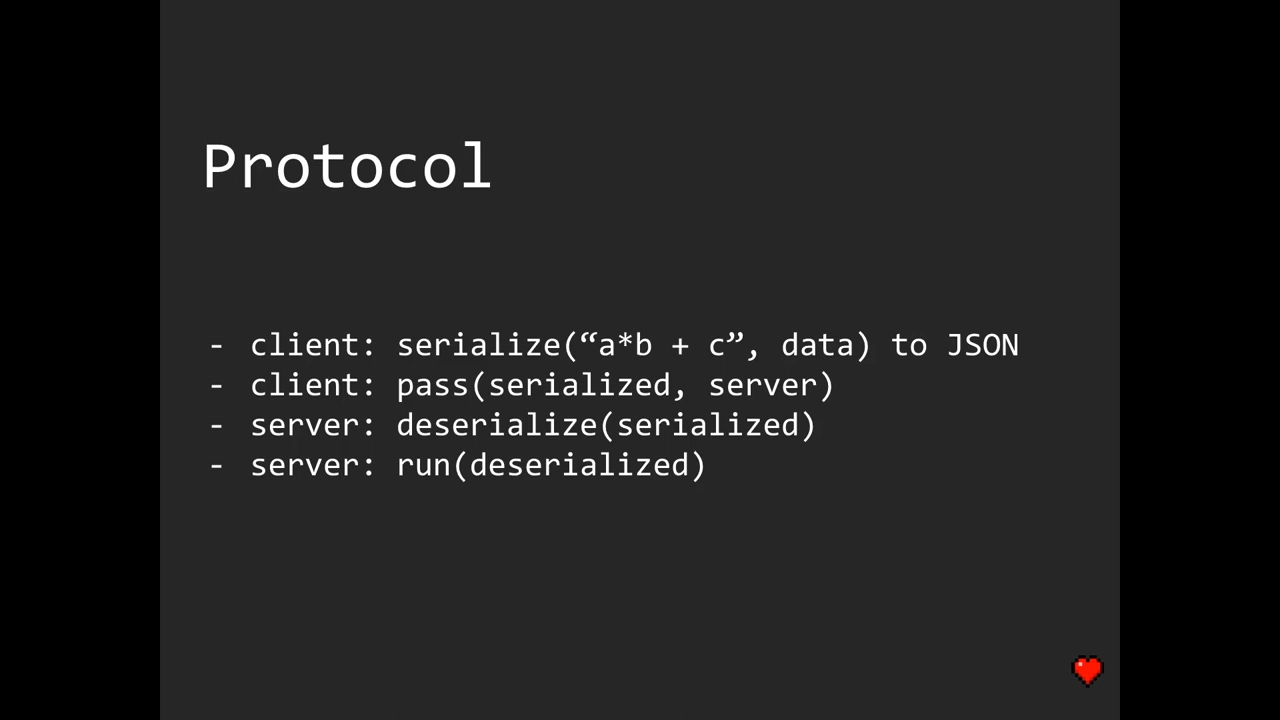 Protocol
- client: serialize(“a*b + c”, data) to JSON
- client: pass(serialized, server)
- server: deserialize(serialized)
- server: run(deserialized)